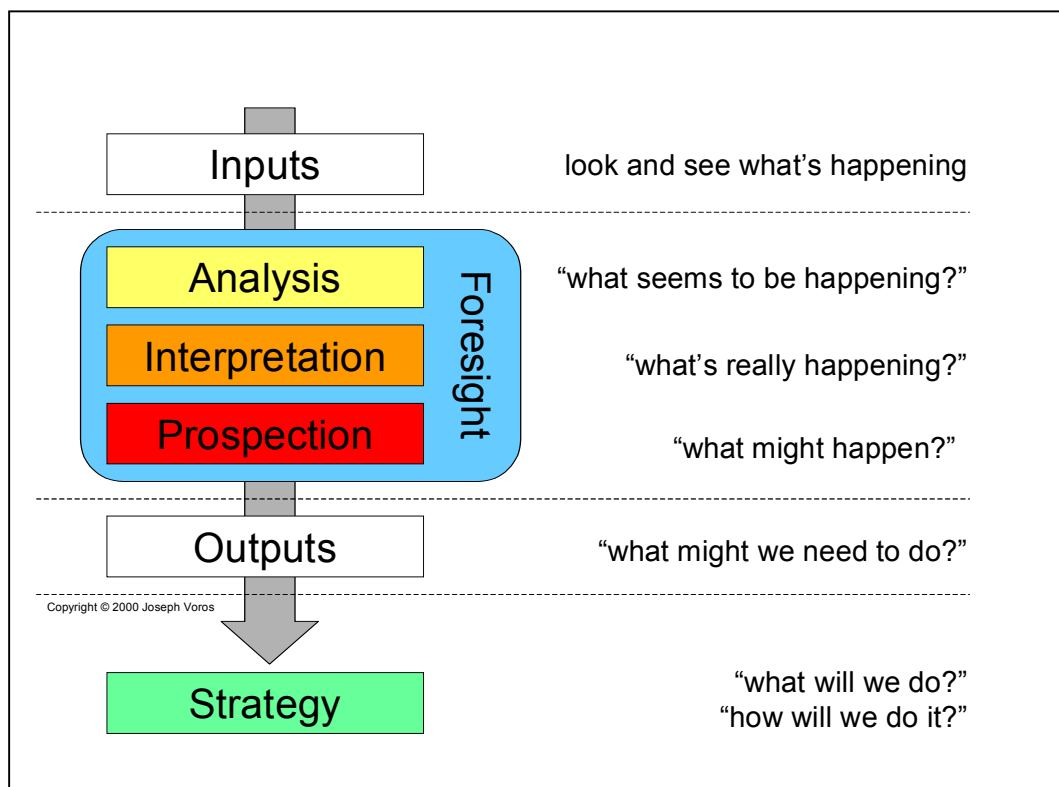 Inputs
look and see what’s happening
Analysis
“what seems to be happening?”
Interpretation
“what’s really happening?”
Prospection
“what might happen?”
Foresight
Outputs
“what might we need to do?”
Copyright © 2000 Joseph Voros
Strategy
“what will we do?”
“how will we do it?”